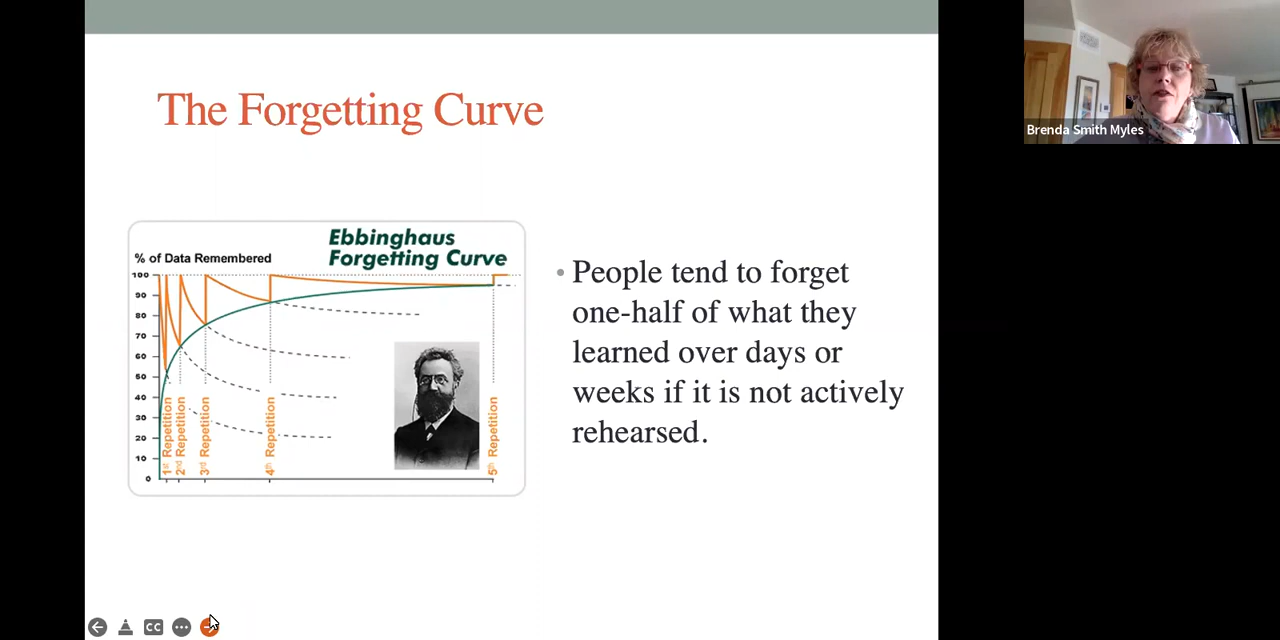 The Forgetting Curve
Brenda Smith Myles
Ebbinghaus
Forgetting Curve
% of Data Remembered
100
90
80
70
60
50
40
30
20
10
0
1st Repetition
2nd Repetition
3rd Repetition
4th Repetition
5th Repetition
• People tend to forget
one-half of what they
learned over days or
weeks if it is not actively
rehearsed.
CC